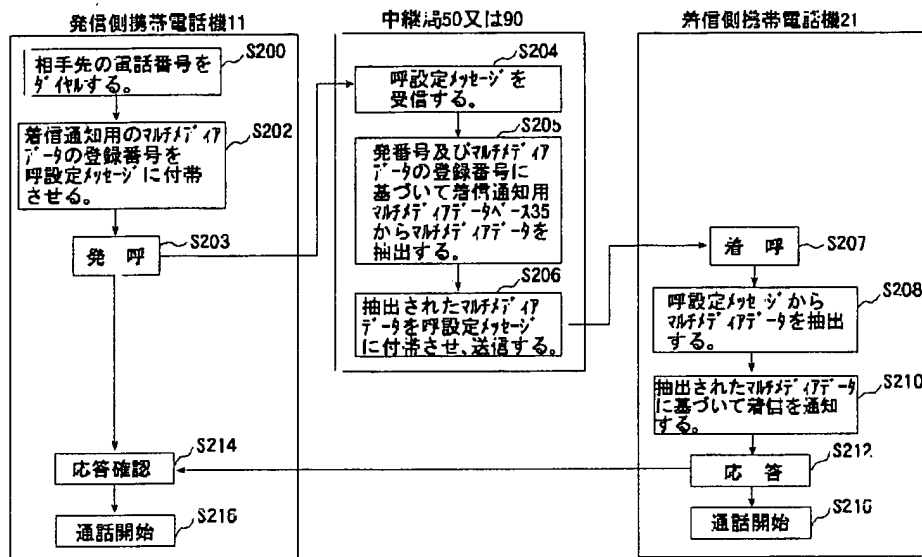 発信側携帯電話機11
S200
相手先の電話番号を
ダイヤルする。
S202
着信通知用のマルチメディア
データの登録番号を
呼設定メッセージに付帯
させる。
S203
発 呼
S214
応答確認
S216
通話開始
中継局50又は90
S204
呼設定メッセージを
受信する。
S205
発番号及びマルチメディア
データの登録番号に
基づいて着信通知用
マルチメディアデータベース35
からマルチメディアデータを
抽出する。
S206
抽出されたマルチメディア
データを呼設定メッセージ
に付帯させ、送信する。
着信側携帯電話機21
S207
着 呼
S208
呼設定メッセージから
マルチメディアデータを抽出
する。
S210
抽出されたマルチメディアデータ
に基づいて着信を通知
する。
S212
応 答
S216
通話開始